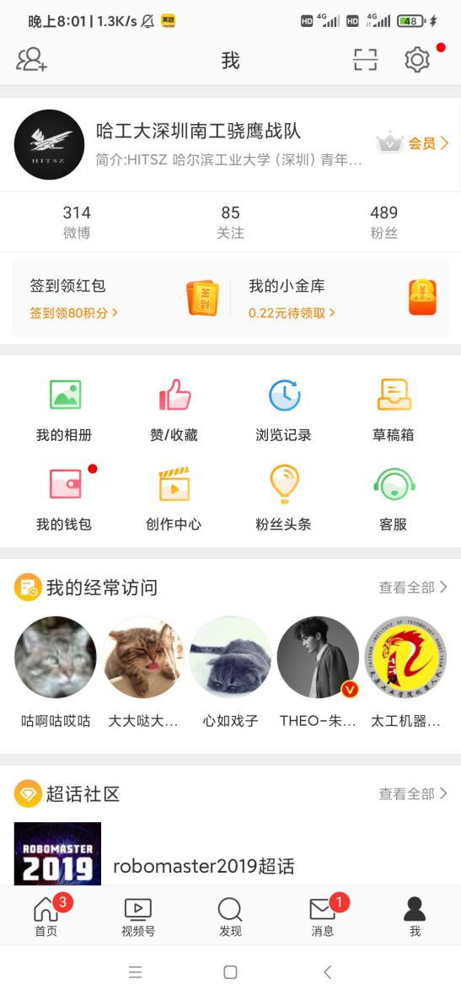 晚上8:01 | 1.3K/s 美团 HD 4G HD 4G 48
我
哈工大深圳南工骁鹰战队
简介:HITSZ 哈尔滨工业大学（深圳）青年...
会员
HITSZ
314 85 489
微博 关注 粉丝
签到领红包 签到 我的小金库
签到领80积分 0.22元待领取
我的相册 赞/收藏 浏览记录 草稿箱
我的钱包 创作中心 粉丝头条 客服
我的经常访问 查看全部
咕啊咕哎咕 大大哒大... 心如戏子 THEO-朱... 太工机器...
超话社区 查看全部
ROBOMASTER
2019
robomaster2019超话
3 1
首页 视频号 发现 消息 我